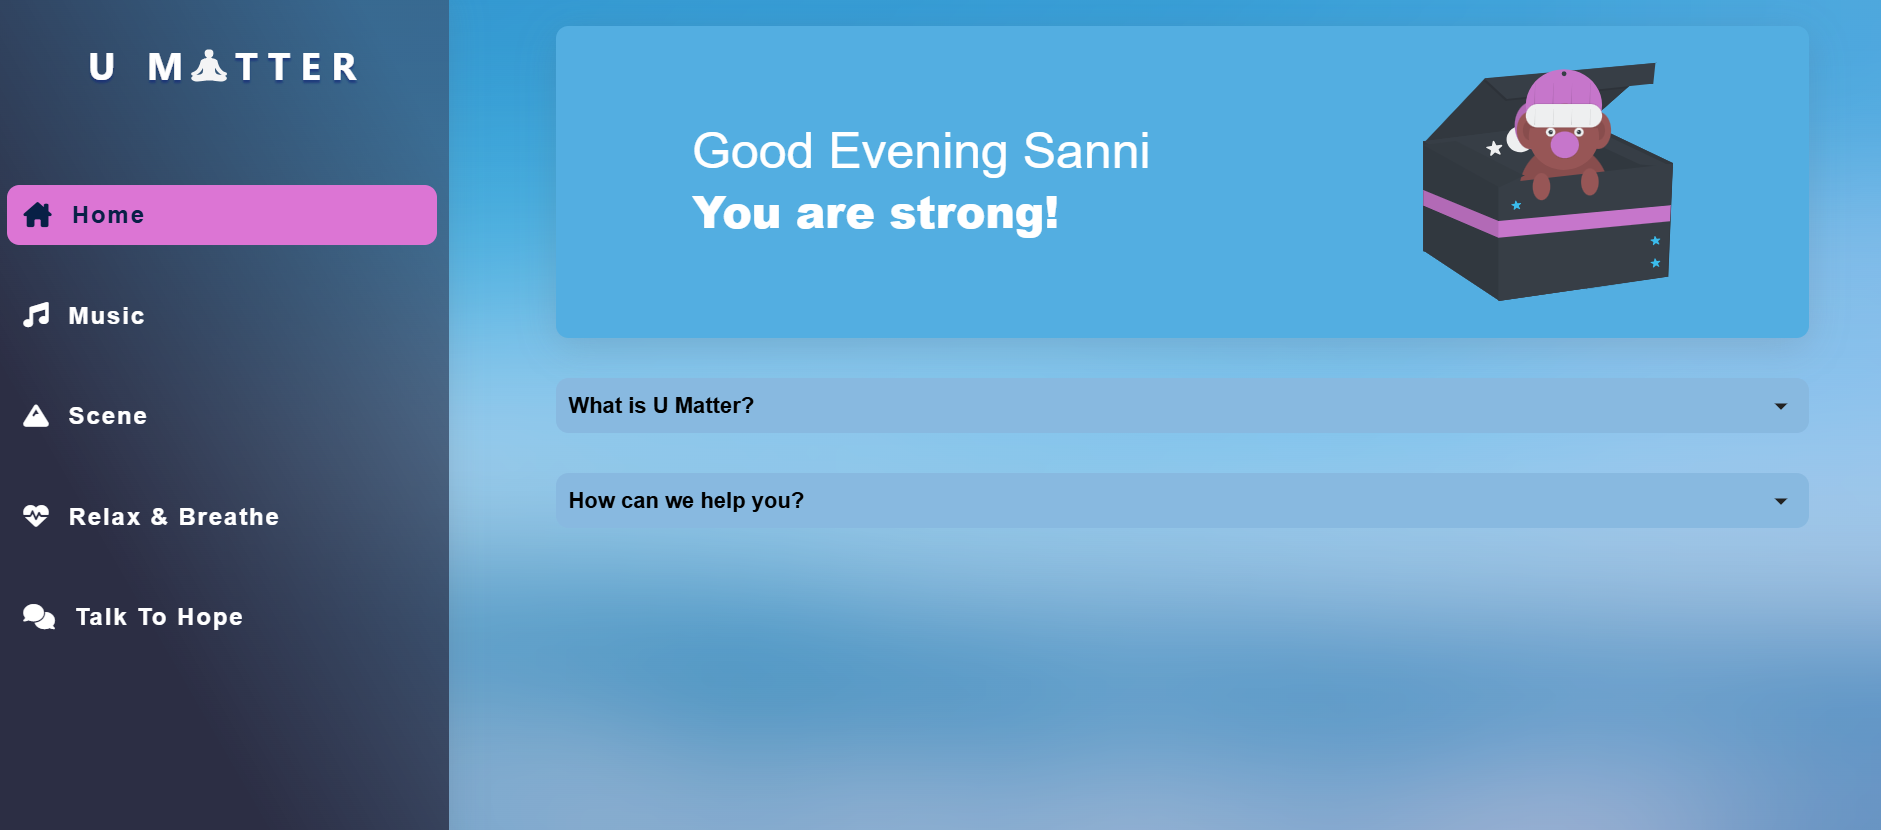 U MATTER
Home
Music
Scene
Relax & Breathe
Talk To Hope
Good Evening Sanni
You are strong!
What is U Matter?
How can we help you?